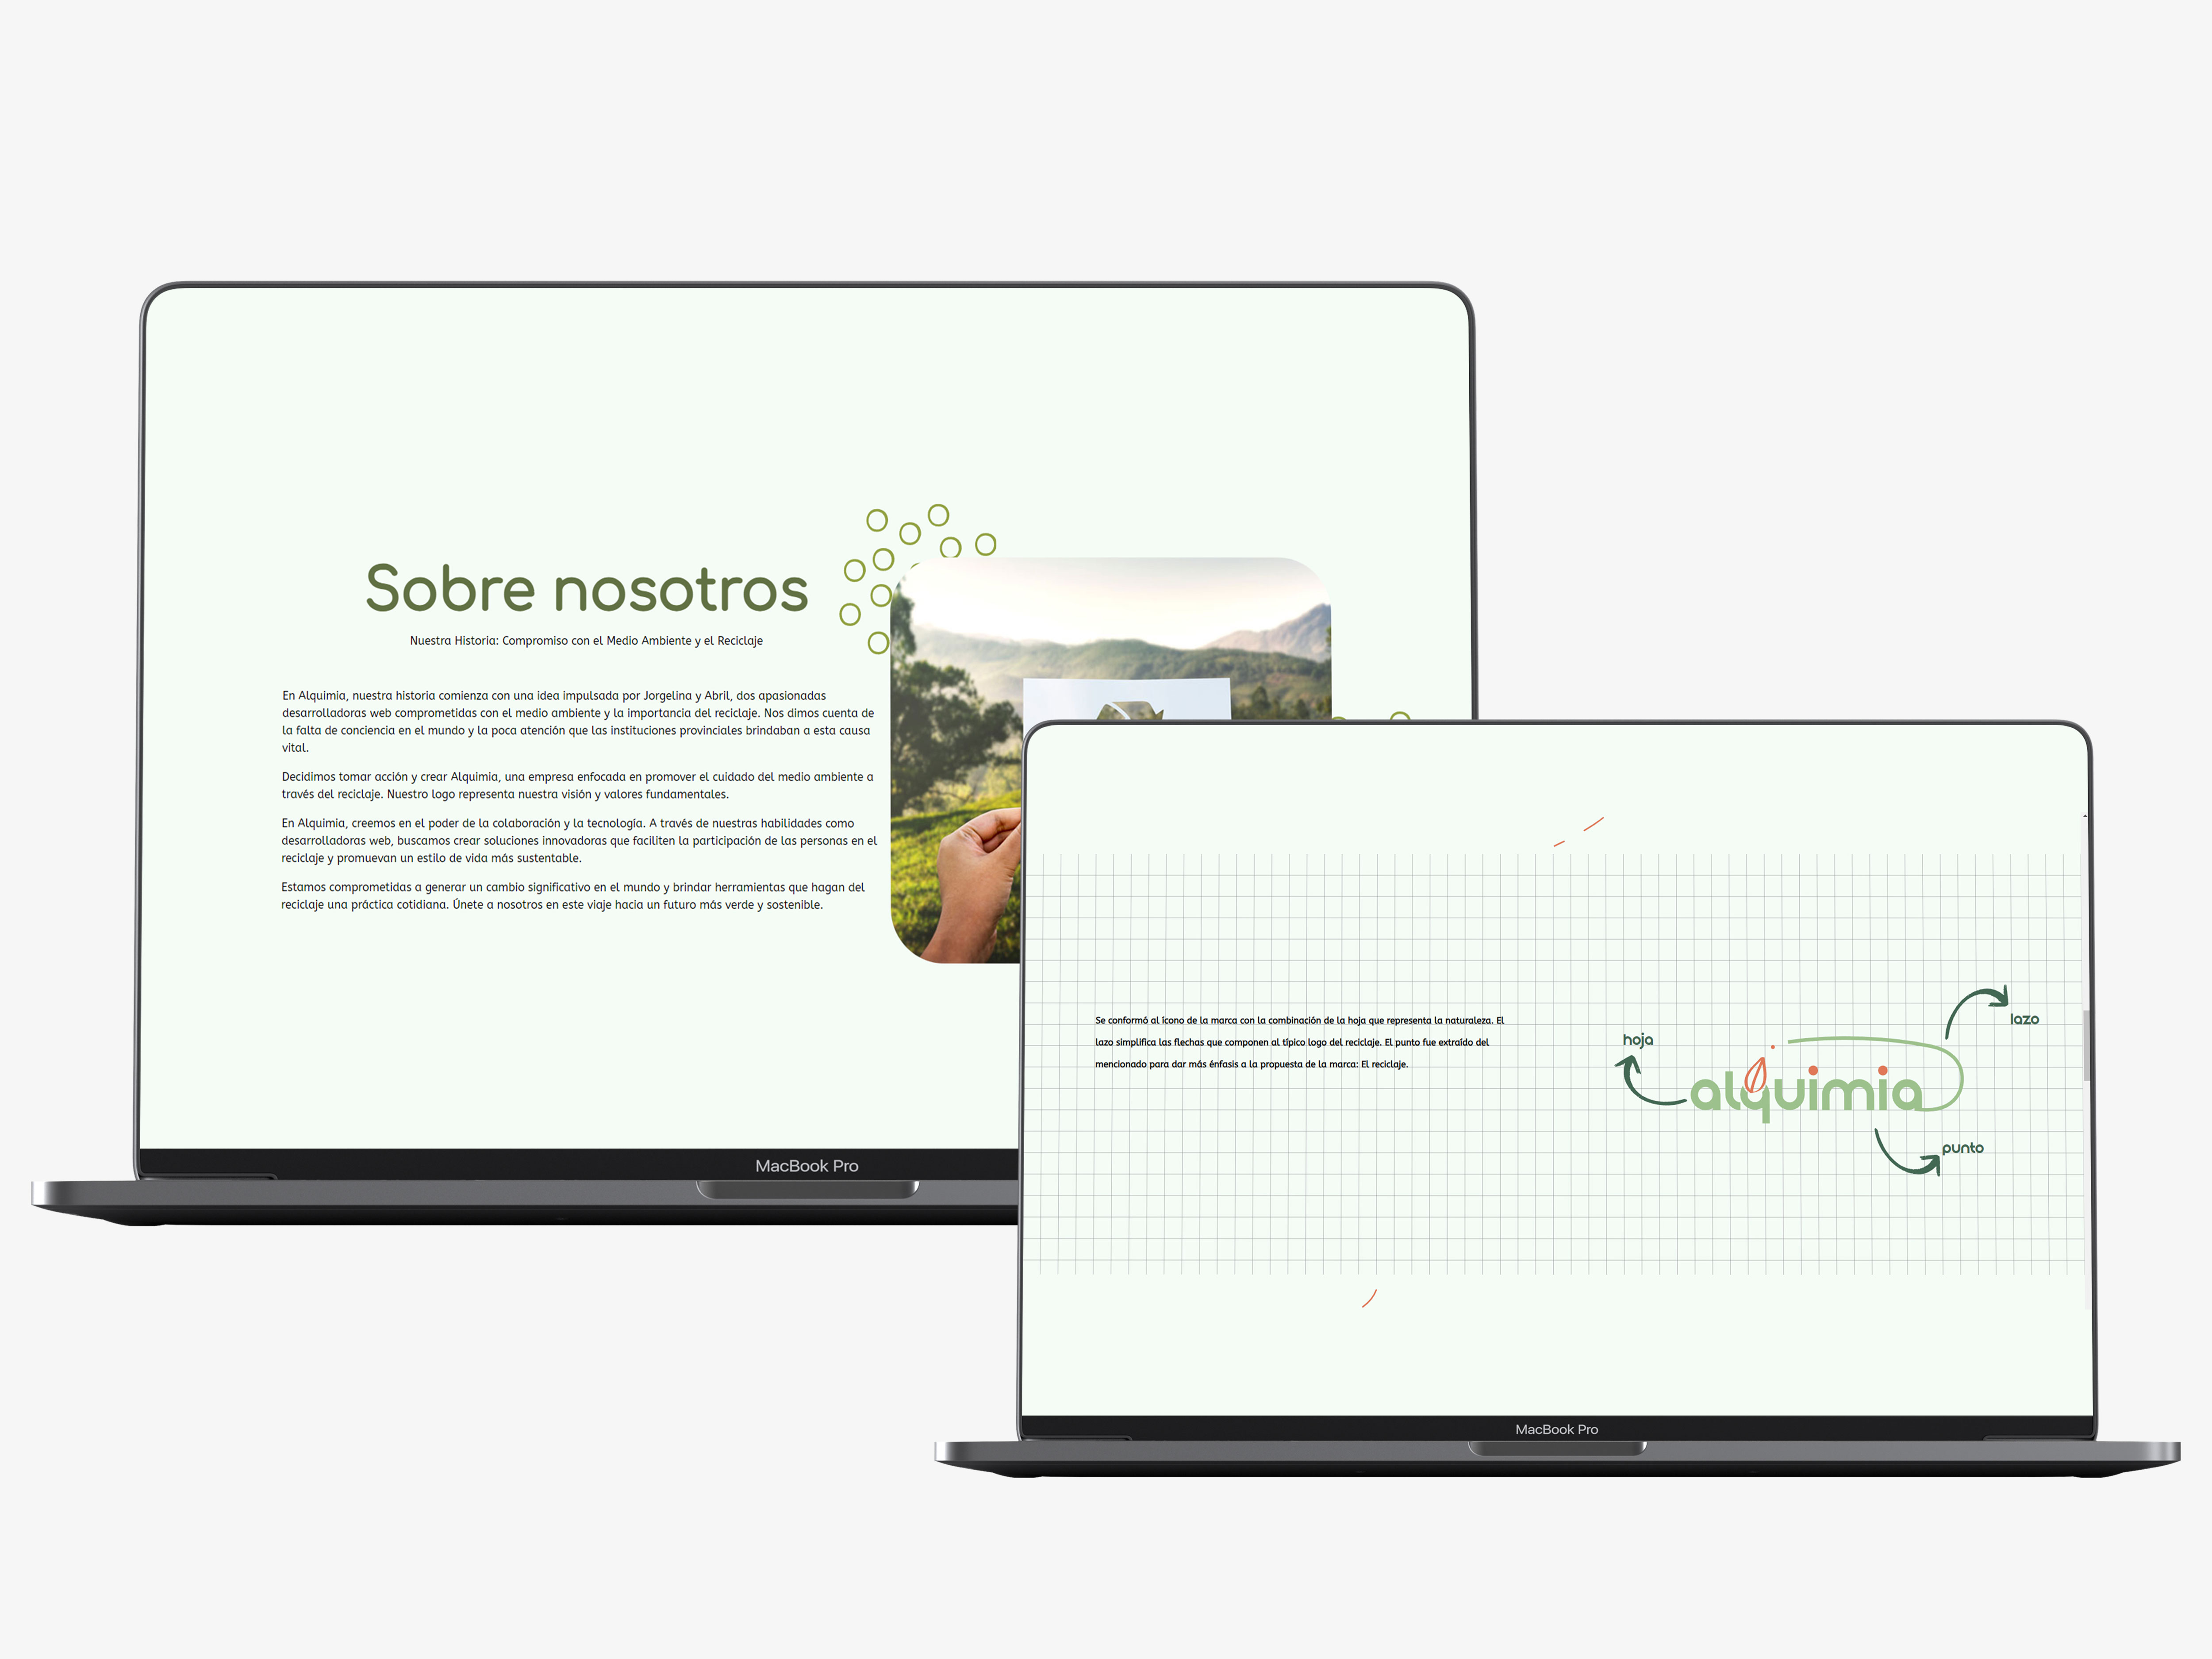 Sobre nosotros
Nuestra Historia: Compromiso con el Medio Ambiente y el Reciclaje
En Alquimia, nuestra historia comienza con una idea impulsada por Jorgelina y Abril, dos apasionadas
desarrolladoras web comprometidas con el medio ambiente y la importancia del reciclaje. Nos dimos cuenta de
la falta de conciencia en el mundo y la poca atención que las instituciones provinciales brindaban a esta causa
vital.
Decidimos tomar acción y crear Alquimia, una empresa enfocada en promover el cuidado del medio ambiente a
través del reciclaje. Nuestro logo representa nuestra visión y valores fundamentales.
En Alquimia, creemos en el poder de la colaboración y la tecnología. A través de nuestras habilidades como
desarrolladoras web, buscamos crear soluciones innovadoras que faciliten la participación de las personas en el
reciclaje y promuevan un estilo de vida más sustentable.
Estamos comprometidas a generar un cambio significativo en el mundo y brindar herramientas que hagan del
reciclaje una práctica cotidiana. Únete a nosotros en este viaje hacia un futuro más verde y sostenible.
MacBook Pro
Se conformó al ícono de la marca con la combinación de la hoja que representa la naturaleza. El
lazo simplifica las flechas que componen al típico logo del reciclaje. El punto fue extraído del
mencionado para dar más énfasis a la propuesta de la marca: El reciclaje.
lazo
hoja
alquimia
punto
MacBook Pro